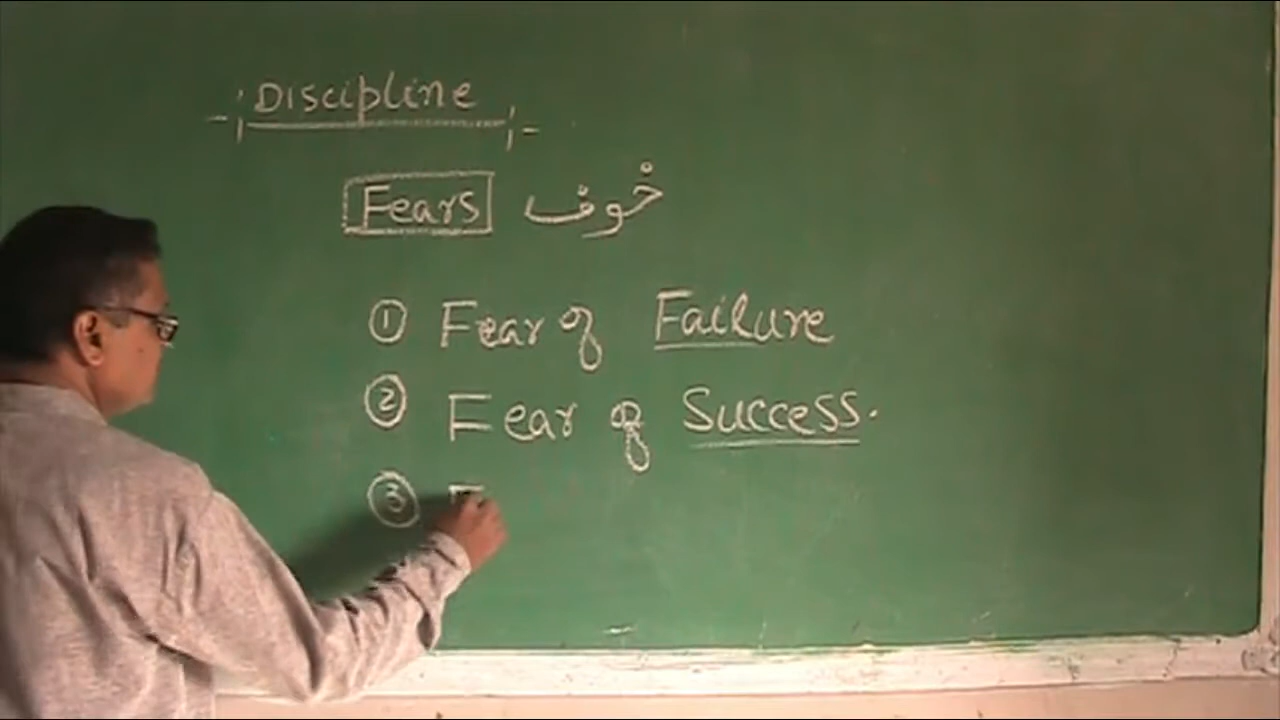 Discipline
Fears خوف
① Fear of Failure
② Fear of Success.
③ F